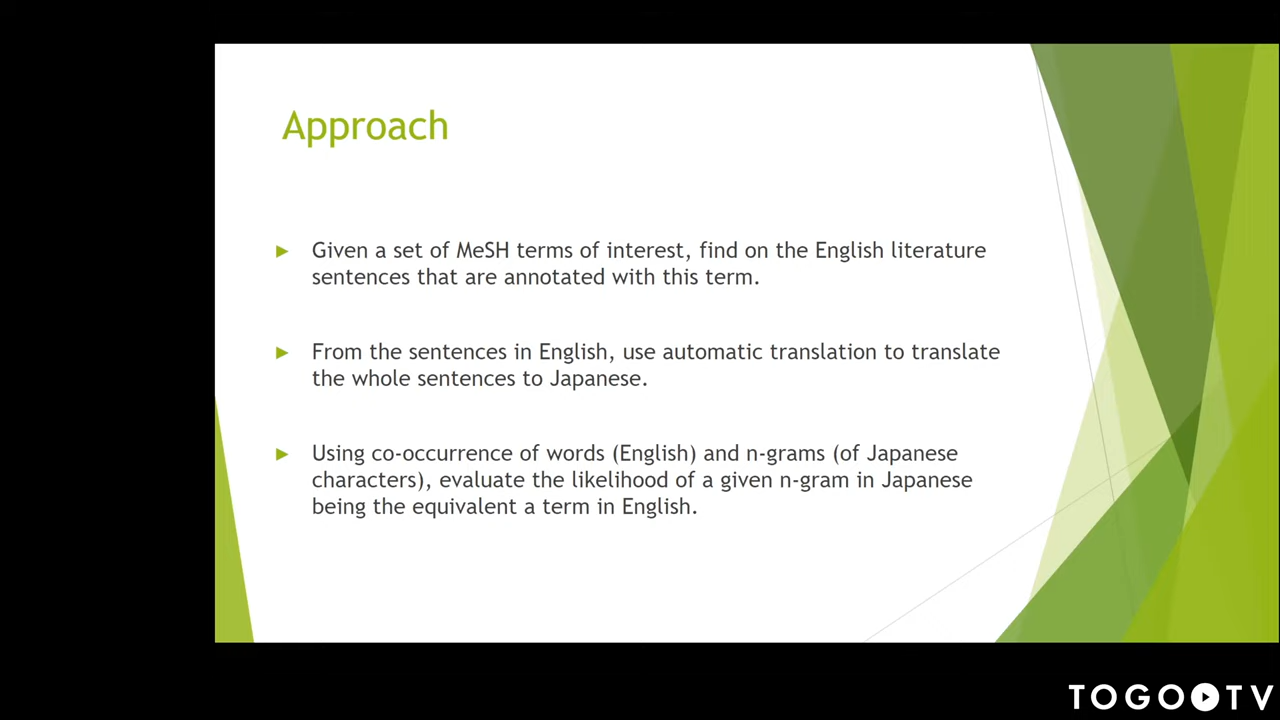 Approach
Given a set of MeSH terms of interest, find on the English literature
sentences that are annotated with this term.
From the sentences in English, use automatic translation to translate
the whole sentences to Japanese.
Using co-occurrence of words (English) and n-grams (of Japanese
characters), evaluate the likelihood of a given n-gram in Japanese
being the equivalent a term in English.
TOGO TV